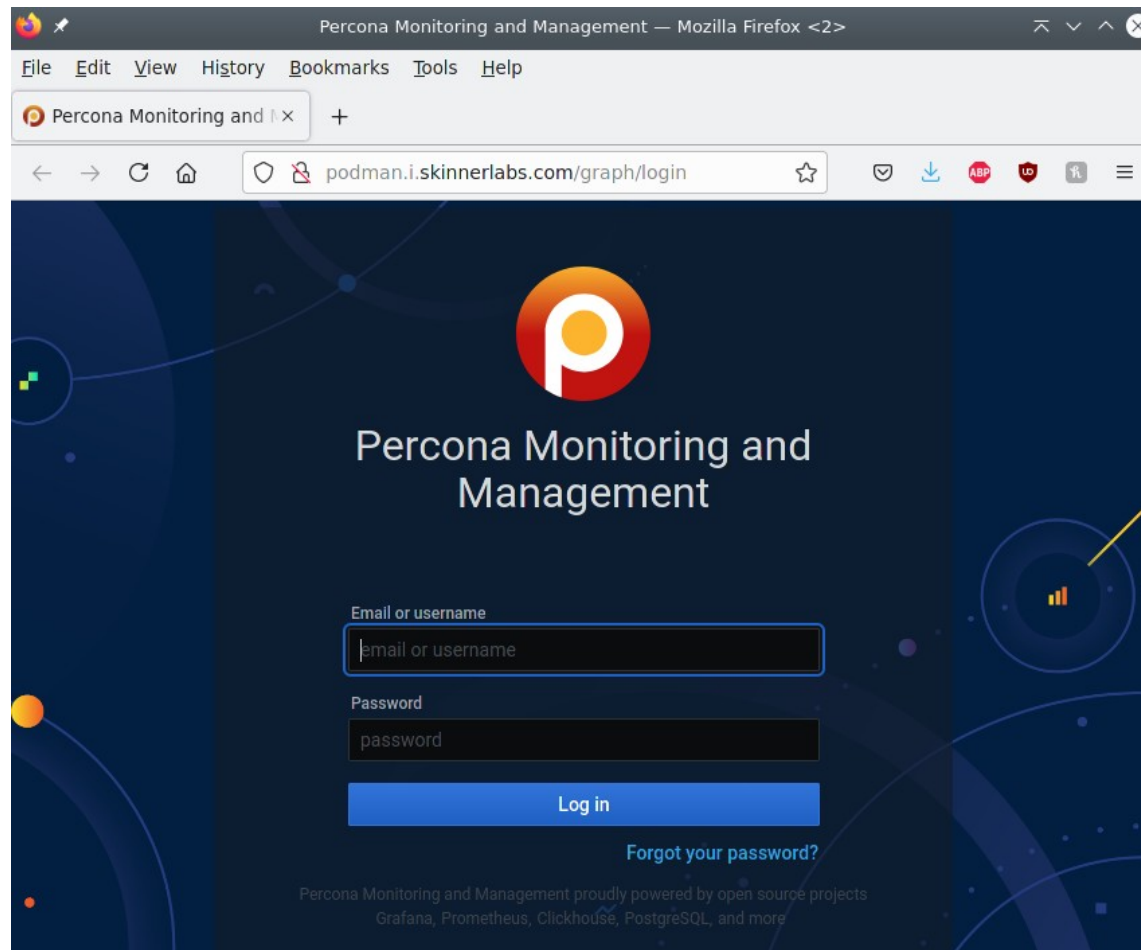 Percona Monitoring and Management — Mozilla Firefox <2>
File Edit View History Bookmarks Tools Help
Percona Monitoring and
podman.i.skinnerlabs.com/graph/login
ABP
Percona Monitoring and
Management
Email or username
email or username
Password
password
Log in
Forgot your password?
Percona Monitoring and Management proudly powered by open source projects
Grafana, Prometheus, Clickhouse, PostgreSQL, and more